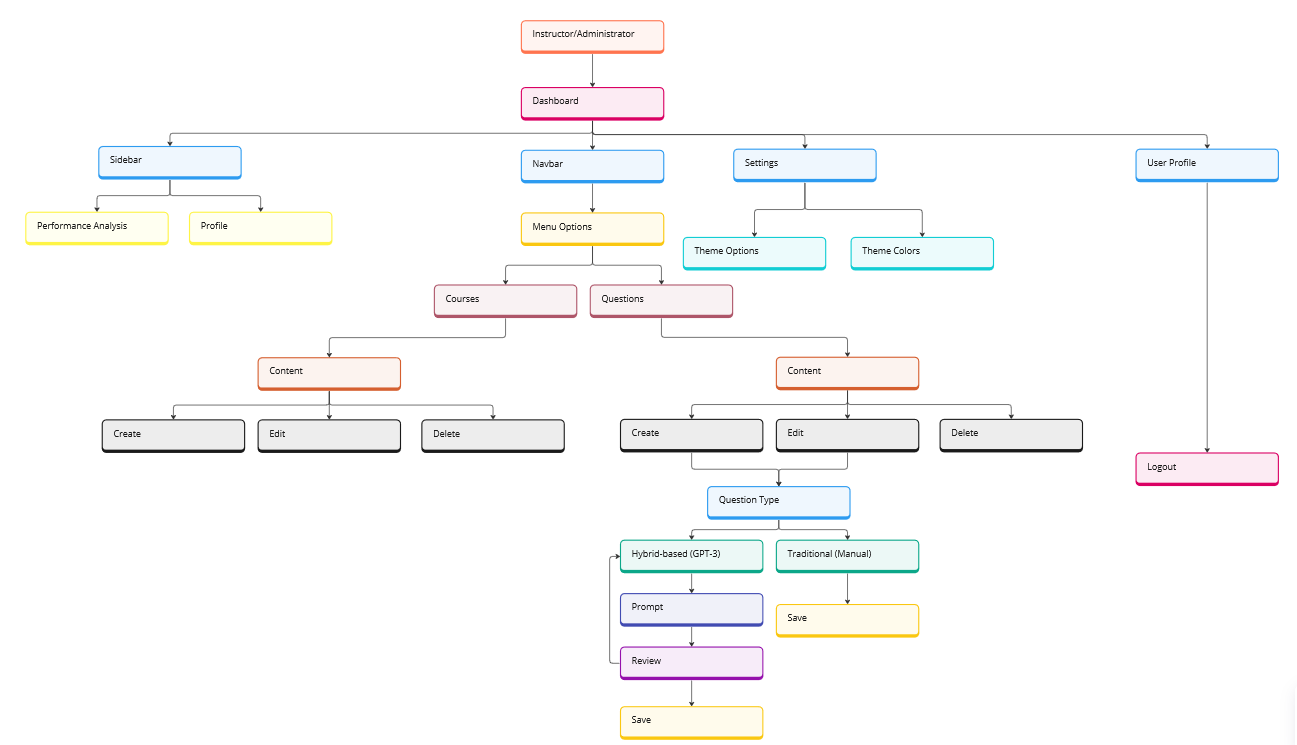 Instructor/Administrator
Dashboard
Sidebar
Navbar
Settings
User Profile
Performance Analysis
Profile
Menu Options
Theme Options
Theme Colors
Courses
Questions
Content
Content
Create
Edit
Delete
Create
Edit
Delete
Logout
Question Type
Hybrid-based (GPT-3)
Traditional (Manual)
Prompt
Save
Review
Save